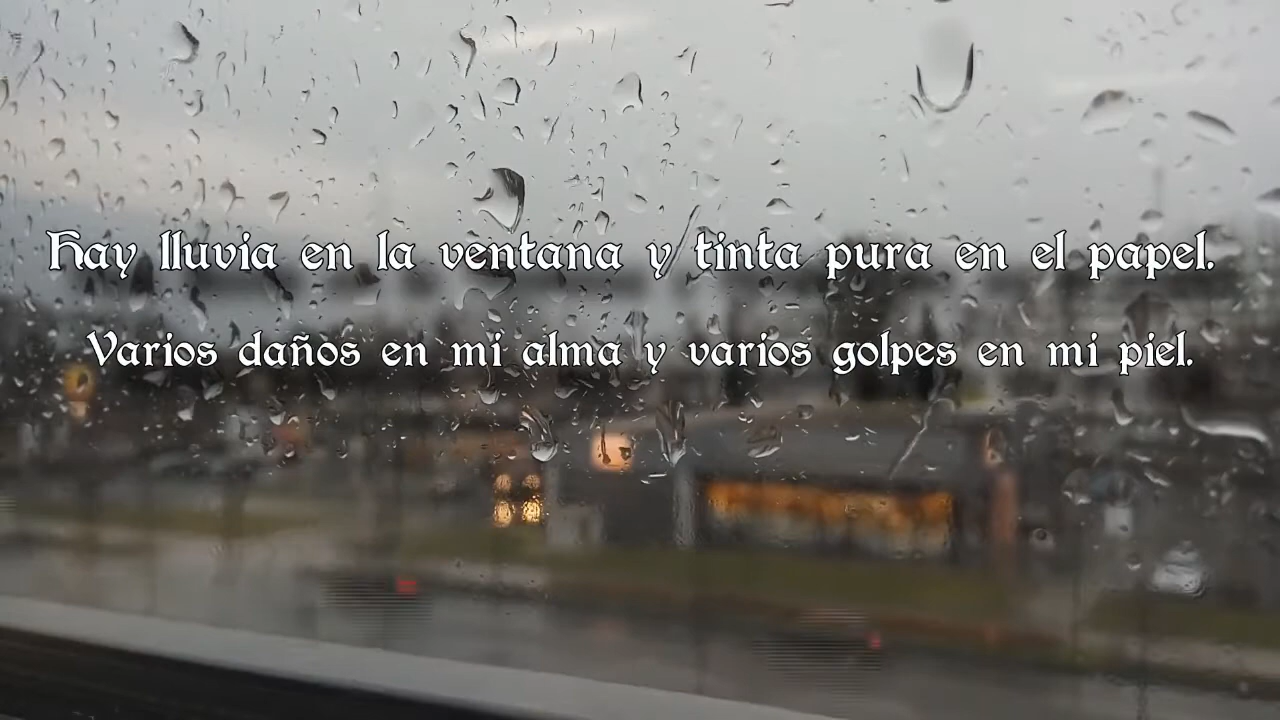 Hay lluvia en la ventana y tinta pura en el papel.
Varios daños en mi alma y varios golpes en mi piel.